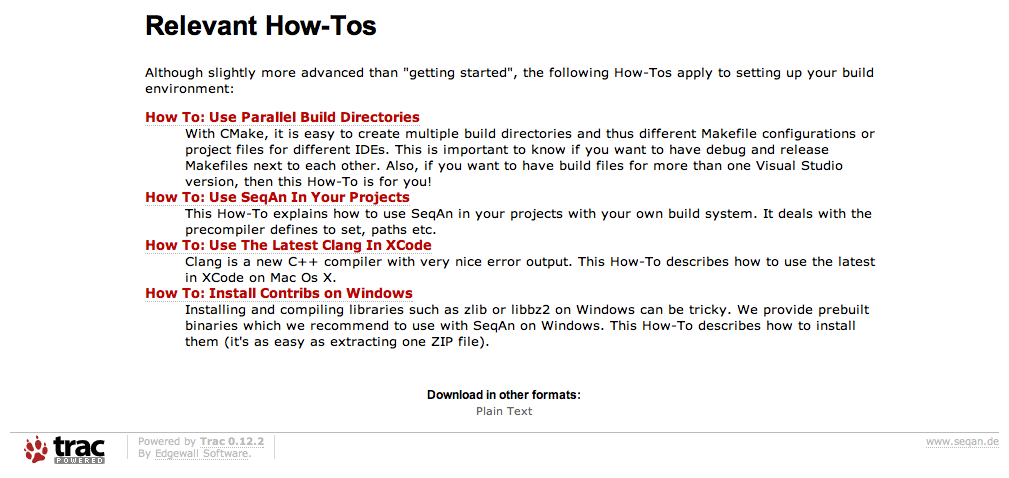 Relevant How-Tos
Although slightly more advanced than "getting started", the following How-Tos apply to setting up your build
environment:
How To: Use Parallel Build Directories
With CMake, it is easy to create multiple build directories and thus different Makefile configurations or
project files for different IDEs. This is important to know if you want to have debug and release
Makefiles next to each other. Also, if you want to have build files for more than one Visual Studio
version, then this How-To is for you!
How To: Use SeqAn In Your Projects
This How-To explains how to use SeqAn in your projects with your own build system. It deals with the
precompiler defines to set, paths etc.
How To: Use The Latest Clang In XCode
Clang is a new C++ compiler with very nice error output. This How-To describes how to use the latest
in XCode on Mac Os X.
How To: Install Contribs on Windows
Installing and compiling libraries such as zlib or libbz2 on Windows can be tricky. We provide prebuilt
binaries which we recommend to use with SeqAn on Windows. This How-To describes how to install
them (it's as easy as extracting one ZIP file).
Download in other formats:
Plain Text
trac
POWERED
Powered by Trac 0.12.2
By Edgewall Software.
www.seqan.de